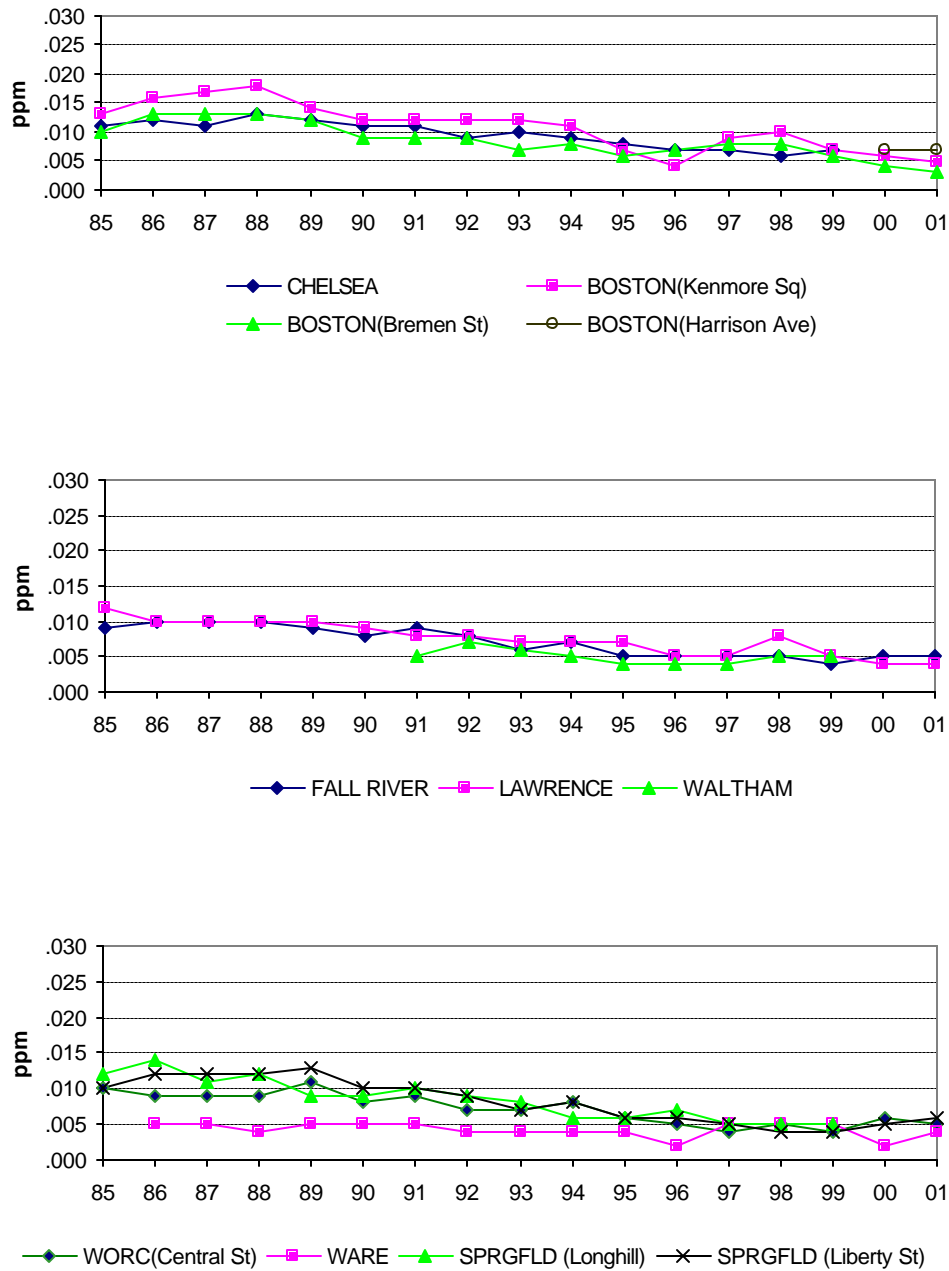 .030
.025
.020
.015
.010
.005
.000
ppm
85 86 87 88 89 90 91 92 93 94 95 96 97 98 99 00 01
CHELSEA BOSTON(Kenmore Sq)
BOSTON(Bremen St) BOSTON(Harrison Ave)
.030
.025
.020
.015
.010
.005
.000
ppm
85 86 87 88 89 90 91 92 93 94 95 96 97 98 99 00 01
FALL RIVER LAWRENCE WALTHAM
.030
.025
.020
.015
.010
.005
.000
ppm
85 86 87 88 89 90 91 92 93 94 95 96 97 98 99 00 01
WORC(Central St) WARE SPRGFLD (Longhill) SPRGFLD (Liberty St)